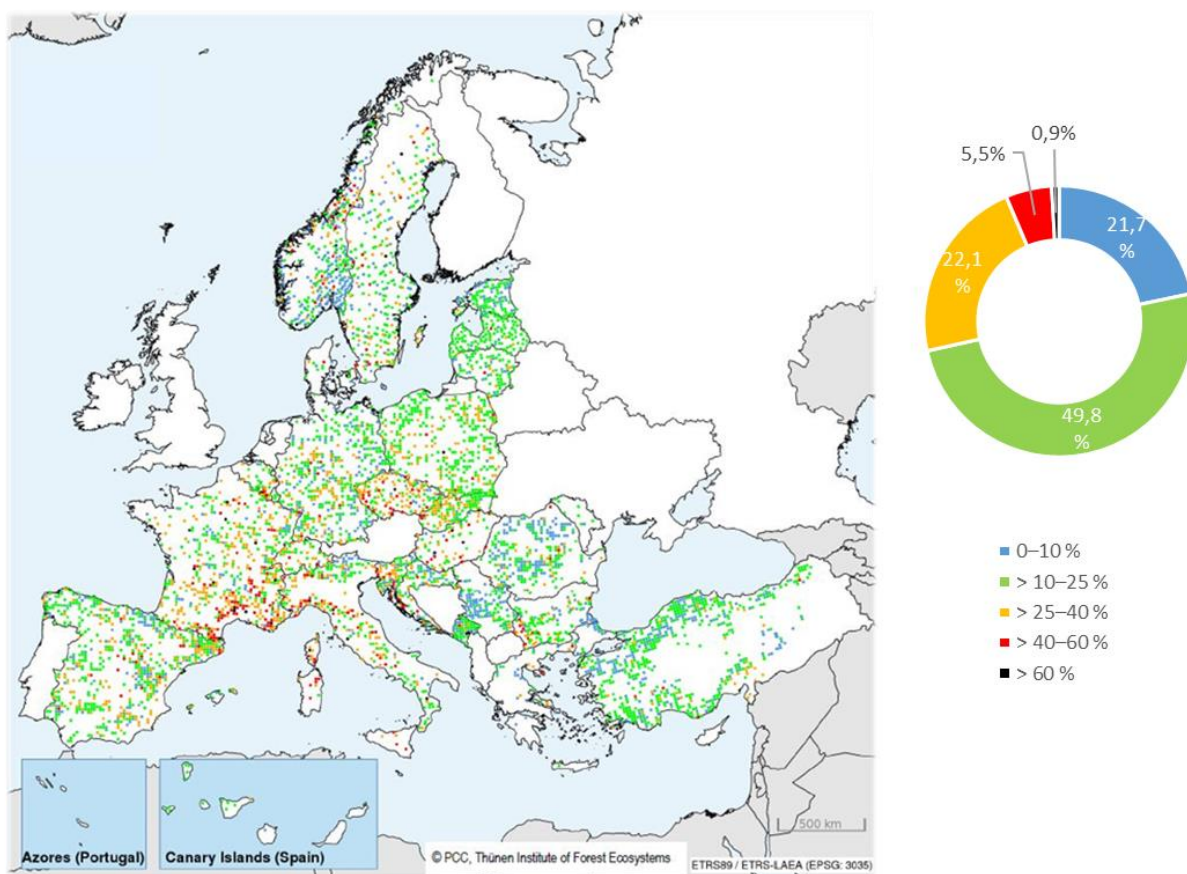 0,9%
5,5%
21,7
%
22,1
%
49,8
%
0–10 %
> 10–25 %
> 25–40 %
> 40–60 %
> 60 %
500 km
Azores (Portugal)
Canary Islands (Spain)
© PCC, Thünen Institute of Forest Ecosystems
ETRS89 / ETRS-LAEA (EPSG: 3035)